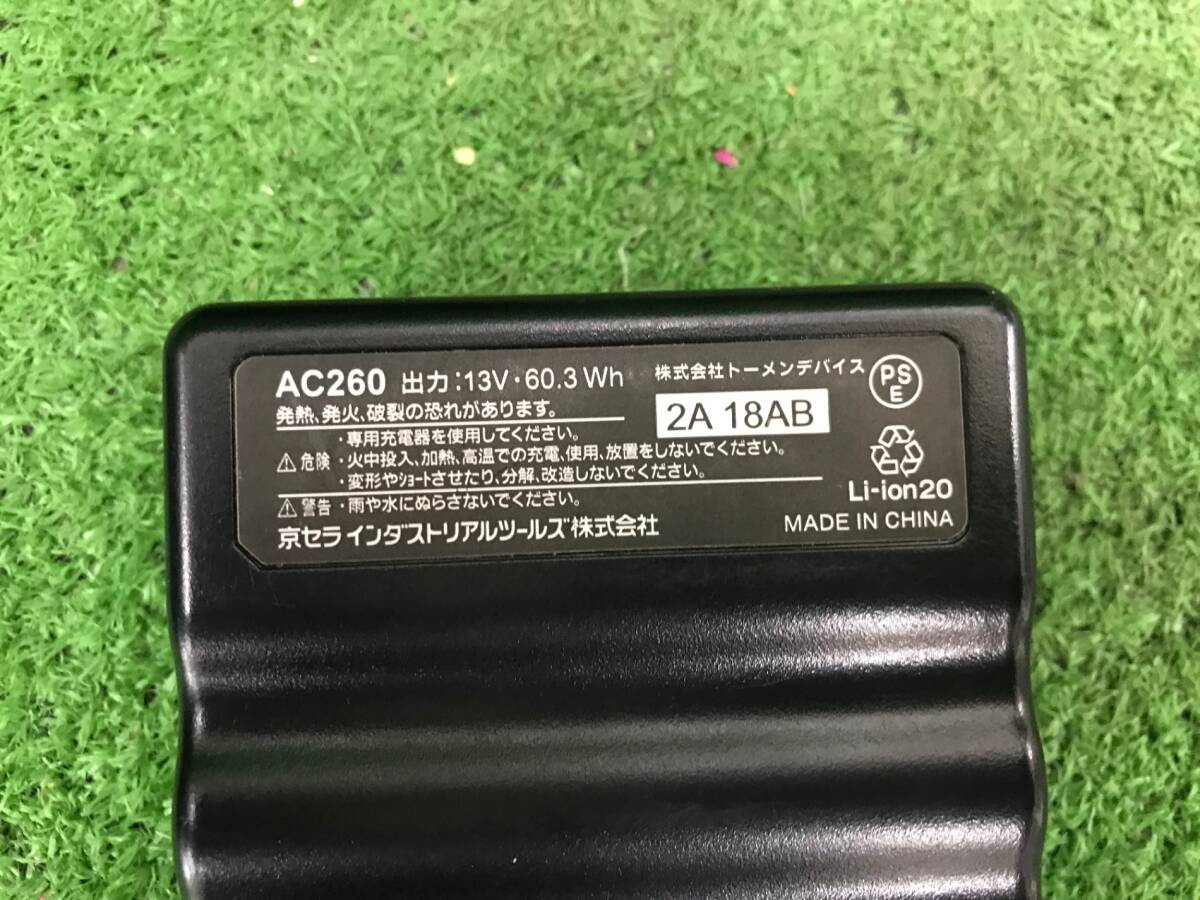 AC260 出力:13V・60.3Wh
発熱、発火、破裂の恐れがあります。
⚠危険
・専用充電器を使用してください。
・火中投入、加熱、高温での充電、使用、放置をしないでください。
・変形やｼｮｰﾄさせたり、分解、改造しないでください。
⚠警告 ・雨や水にぬらさないでください。
京セラ インダストリアルツールズ株式会社
株式会社トーメンデバイス
2A 18AB
PS
E
Li-ion20
MADE IN CHINA